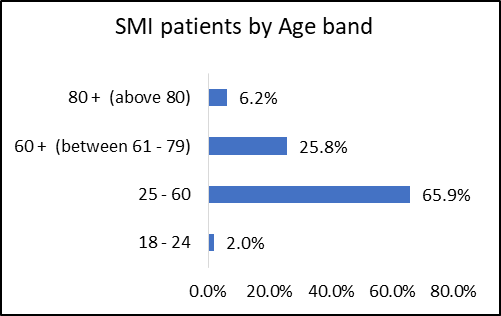 SMI patients by Age band
80 +  (above 80) 6.2%
60 +  (between 61 - 79) 25.8%
25 - 60 65.9%
18 - 24 2.0%
0.0% 20.0% 40.0% 60.0% 80.0%